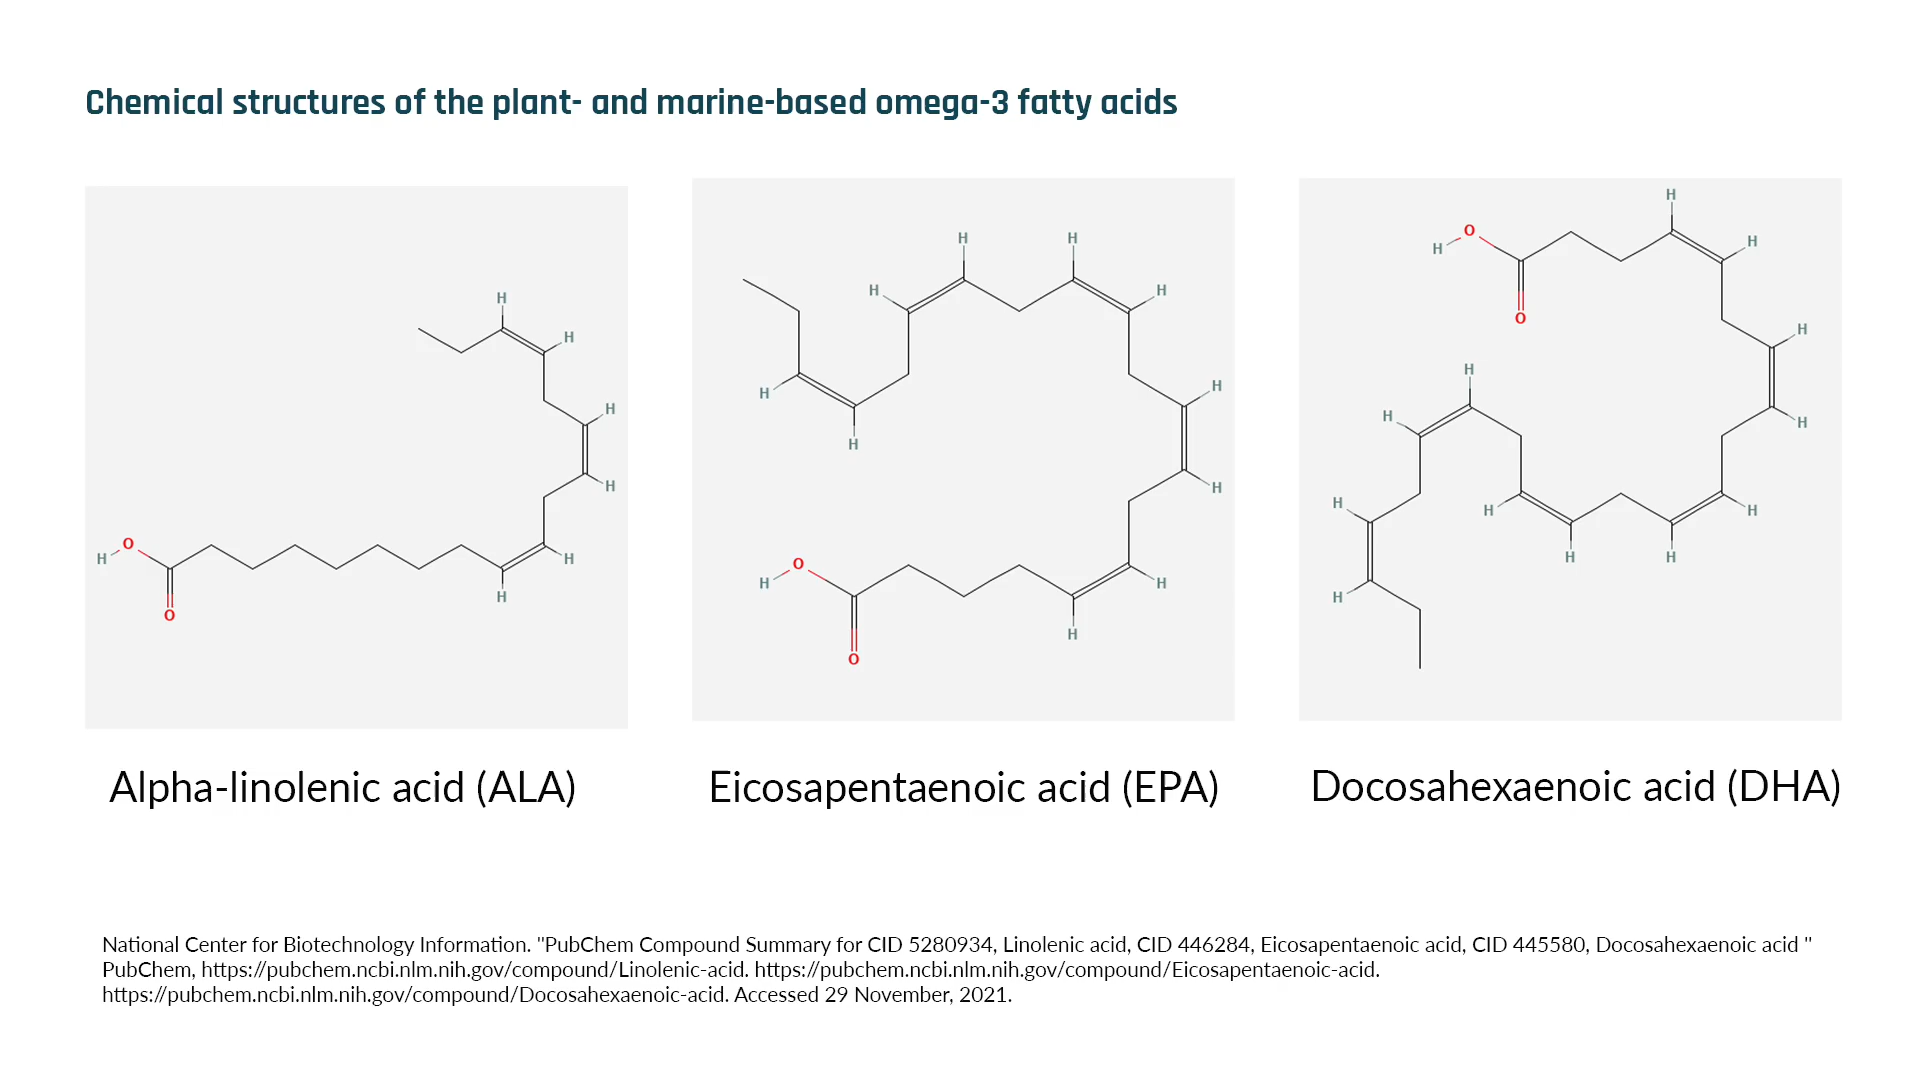 Chemical structures of the plant- and marine-based omega-3 fatty acids
H
H
H
H
H
H
H
O
O
Alpha-linolenic acid (ALA)
H
H
H
H
H
H
H
H
H
H
H
O
O
Eicosapentaenoic acid (EPA)
H
O
H
H
O
H
H
H
H
H
H
H
H
H
H
H
Docosahexaenoic acid (DHA)
National Center for Biotechnology Information. "PubChem Compound Summary for CID 5280934, Linolenic acid, CID 446284, Eicosapentaenoic acid, CID 445580, Docosahexaenoic acid "
PubChem, https://pubchem.ncbi.nlm.nih.gov/compound/Linolenic-acid. https://pubchem.ncbi.nlm.nih.gov/compound/Eicosapentaenoic-acid.
https://pubchem.ncbi.nlm.nih.gov/compound/Docosahexaenoic-acid. Accessed 29 November, 2021.